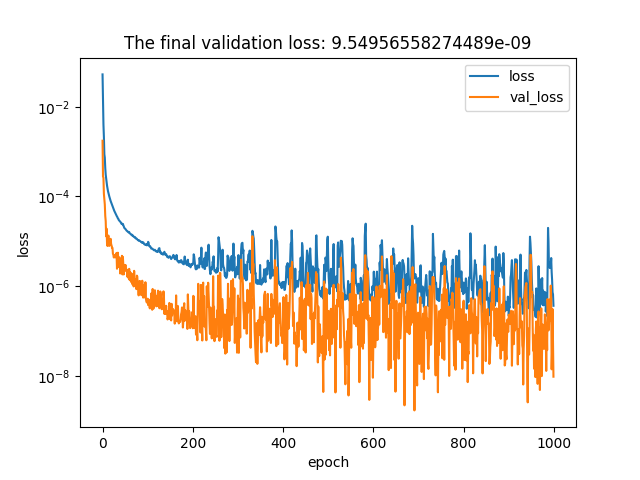 The final validation loss: 9.54956558274489e-09
loss
val_loss
10⁻²
10⁻⁴
10⁻⁶
10⁻⁸
loss
0 200 400 600 800 1000
epoch